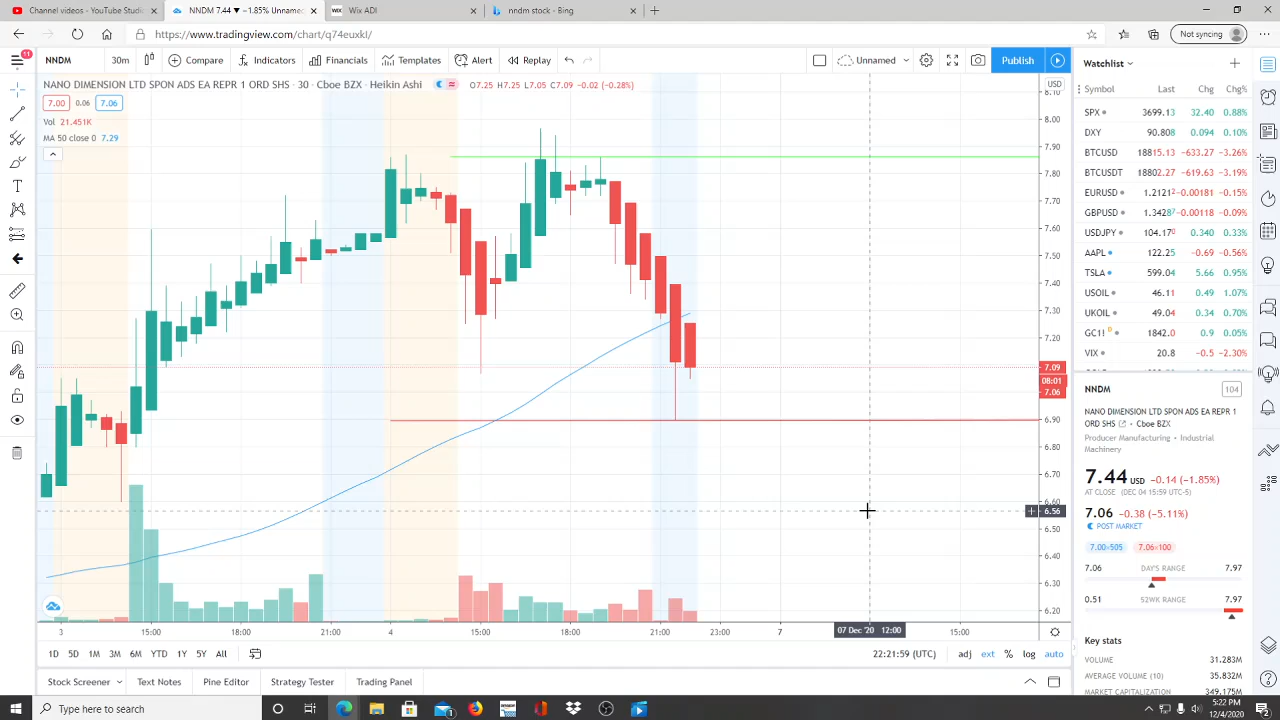 Channel videos - YouTube Studio
NNDM 7.44 ▼ −1.85% Unnamed
Wix ADI
nndm stock - Bing
https://www.tradingview.com/chart/q74euxkl/
Not syncing
11
NNDM
30m
Compare
Indicators
Financials
Templates
Alert
Replay
Unnamed
Publish
NANO DIMENSION LTD SPON ADS EA REPR 1 ORD SHS · 30 · Cboe BZX · Heikin Ashi
O7.25 H7.25 L7.05 C7.09 −0.02 (−0.28%)
7.00 0.06 7.06
Vol 21.451K
MA 50 close 0 7.29
USD
8.10
8.00
7.90
7.80
7.70
7.60
7.50
7.40
7.30
7.20
7.09
08:01
7.06
6.90
6.80
6.70
6.60
6.56
6.50
6.40
6.30
6.20
3 15:00 18:00 21:00 4 15:00 18:00 21:00 23:00 7 07 Dec '20 12:00 15:00
1D 5D 1M 3M 6M YTD 1Y 5Y All
22:21:59 (UTC) adj ext % log auto
Stock Screener Text Notes Pine Editor Strategy Tester Trading Panel
Watchlist
Symbol Last Chg Chg%
SPX 3699.13 32.40 0.88%
DXY 90.808 0.094 0.10%
BTCUSD 18815.13 −633.27 −3.26%
BTCUSDT 18802.27 −619.63 −3.19%
EURUSD 1.21212 −0.00181 −0.15%
GBPUSD 1.34287 −0.00118 −0.09%
USDJPY 104.170 0.340 0.33%
AAPL 122.25 −0.69 −0.56%
TSLA 599.04 5.66 0.95%
USOIL 46.11 0.49 1.07%
UKOIL 49.04 0.34 0.70%
GC1! D 1842.0 0.9 0.05%
VIX 20.8 −0.5 −2.30%
NNDM 104
NANO DIMENSION LTD SPON ADS EA REPR 1
ORD SHS • Cboe BZX
Producer Manufacturing • Industrial
Machinery
7.44 USD −0.14 (−1.85%)
AT CLOSE (DEC 04 15:59 UTC-5)
7.06 −0.38 (−5.11%)
POST MARKET
7.00×505 7.06×100
7.06 DAY'S RANGE 7.97
0.51 52WK RANGE 7.97
Key stats
VOLUME 31.283M
AVERAGE VOLUME (10) 35.832M
MARKET CAPITALIZATION 349.175M
Type here to search
5:22 PM
12/4/2020